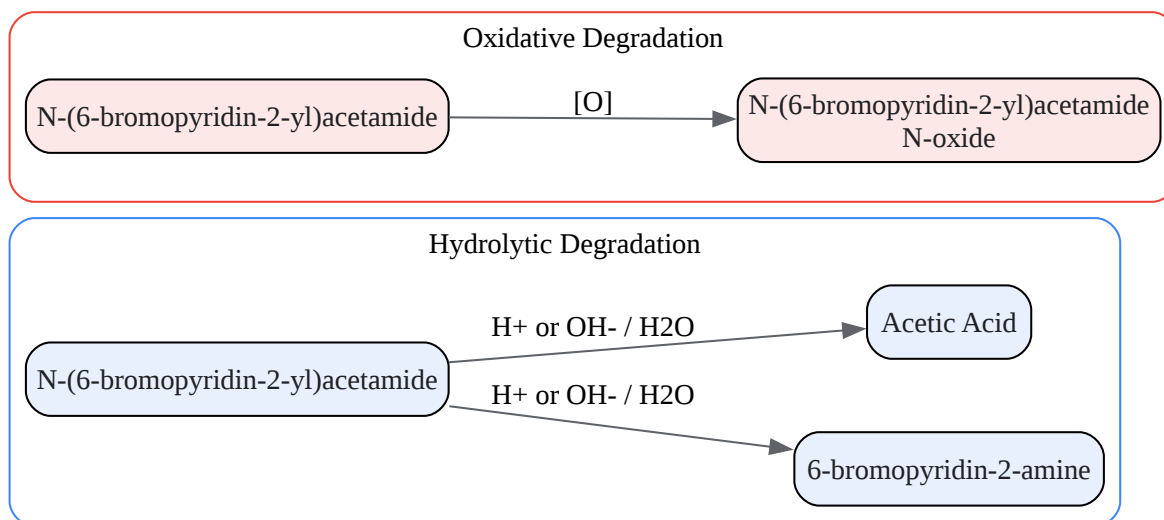 Oxidative Degradation
N-(6-bromopyridin-2-yl)acetamide
[O]
N-(6-bromopyridin-2-yl)acetamide
N-oxide
Hydrolytic Degradation
N-(6-bromopyridin-2-yl)acetamide
H+ or OH- / H2O
Acetic Acid
H+ or OH- / H2O
6-bromopyridin-2-amine